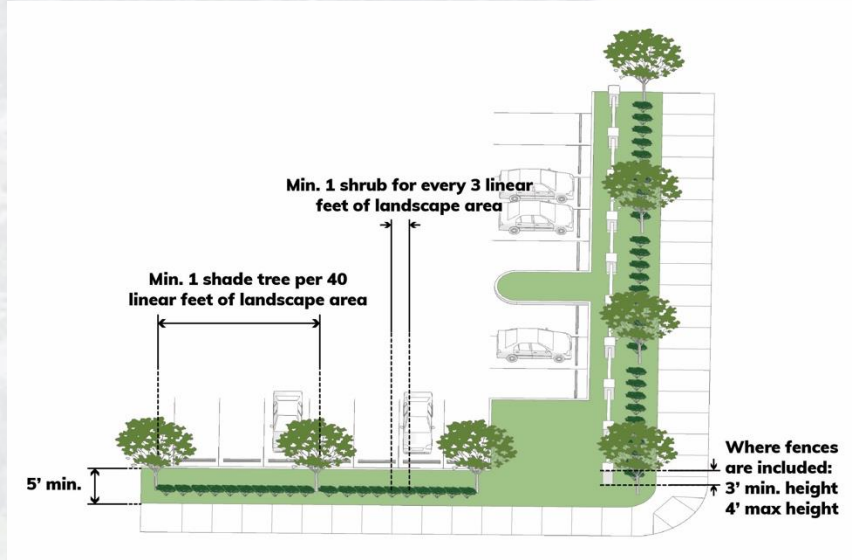 Min. 1 shrub for every 3 linear
feet of landscape area
Min. 1 shade tree per 40
linear feet of landscape area
5’ min.
Where fences
are included:
3’ min. height
4’ max height